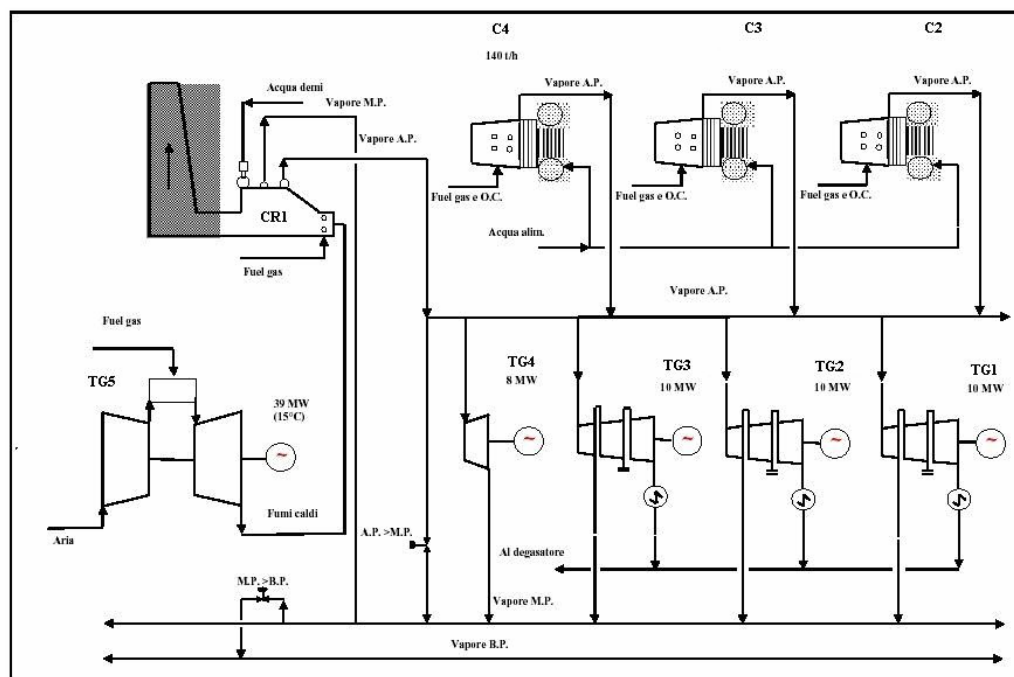 C4
C3
C2
140 t/h
Acqua demi
Vapore M.P.
Vapore A.P.
Vapore A.P.
Vapore A.P.
Vapore A.P.
CR1
Fuel gas
Fuel gas e O.C.
Fuel gas e O.C.
Fuel gas e O.C.
Acqua alim.
Vapore A.P.
Fuel gas
TG5
39 MW
(15°C)
TG4
8 MW
TG3
10 MW
TG2
10 MW
TG1
10 MW
~
~
~
~
~
Fumi caldi
Aria
A.P. >M.P.
Al degasatore
M.P. >B.P.
Vapore M.P.
Vapore B.P.